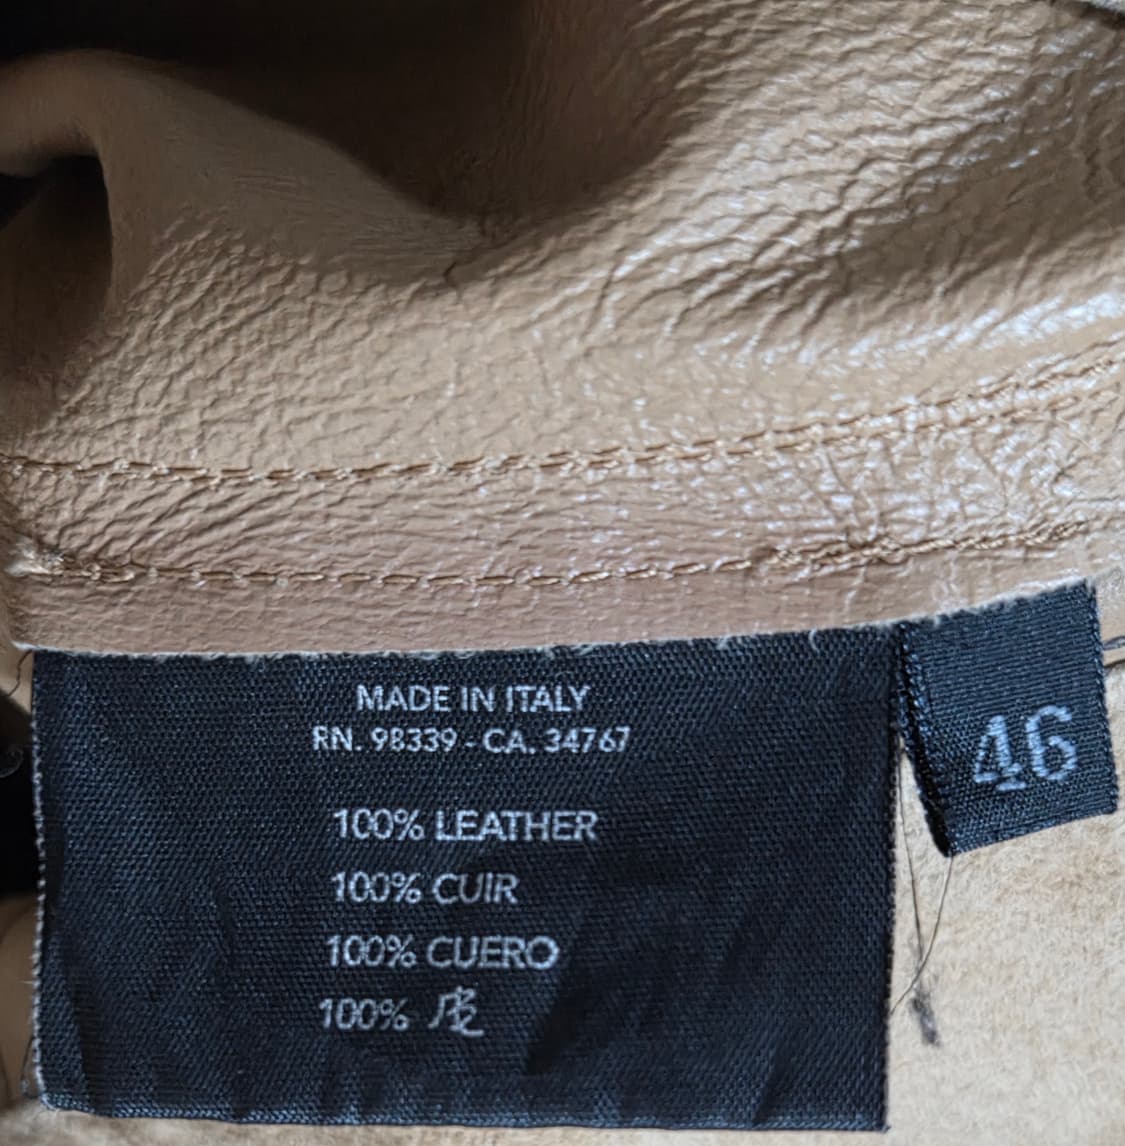 MADE IN ITALY
RN. 98339 - CA. 34767
100% LEATHER
100% CUIR
100% CUERO
100% 皮
46